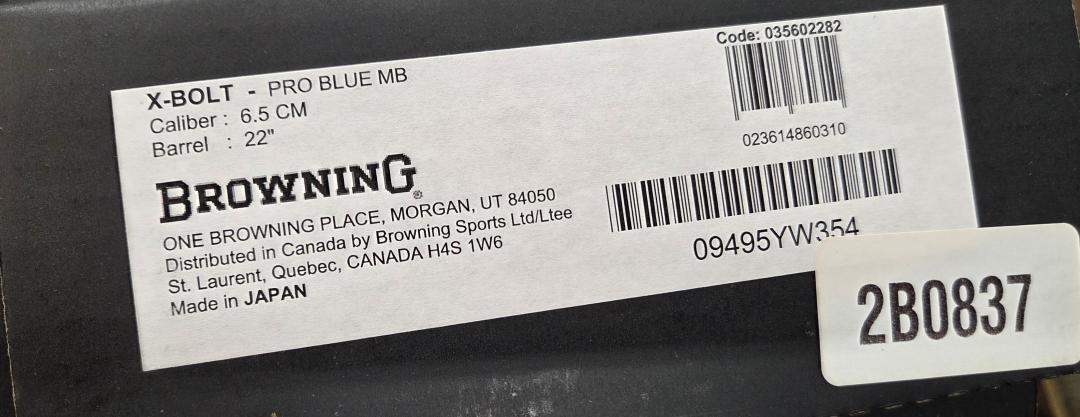 X-BOLT - PRO BLUE MB
Caliber : 6.5 CM
Barrel : 22"
BROWNING®
ONE BROWNING PLACE, MORGAN, UT 84050
Distributed in Canada by Browning Sports Ltd/Ltee
St. Laurent, Quebec, CANADA H4S 1W6
Made in JAPAN
Code: 035602282
023614860310
09495YW354
2B0837